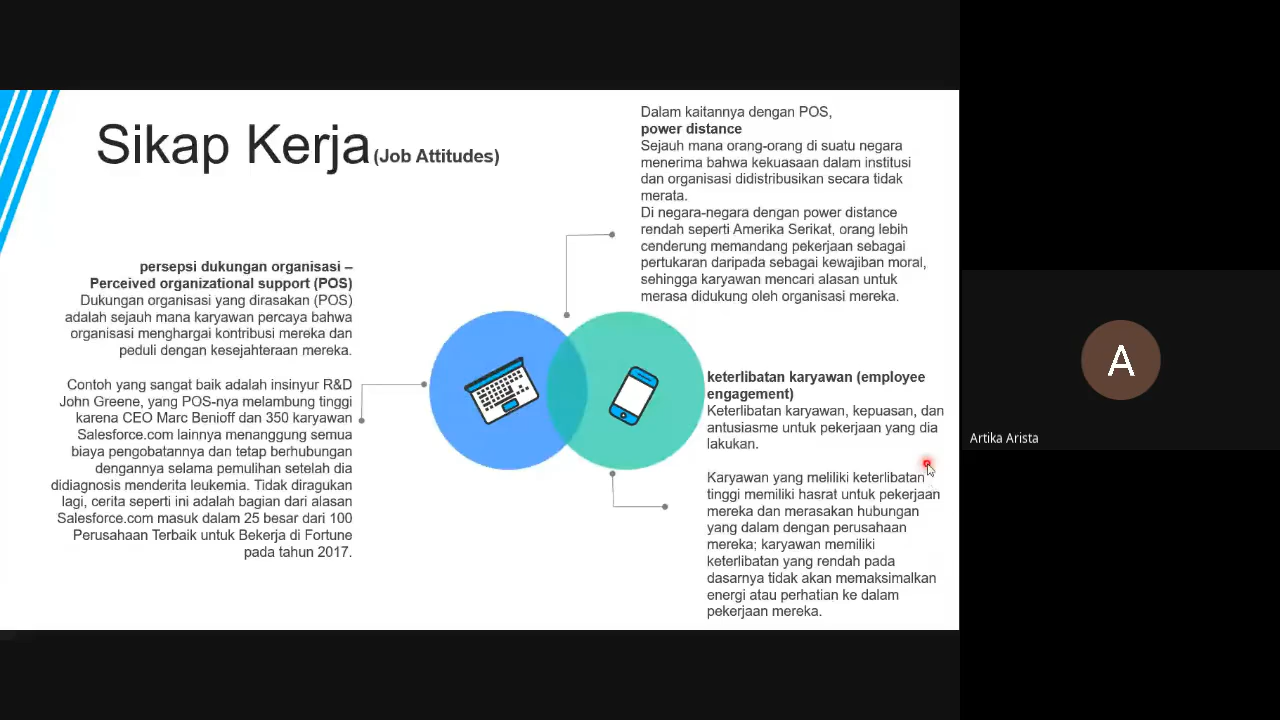 Sikap Kerja (Job Attitudes)
persepsi dukungan organisasi –
Perceived organizational support (POS)
Dukungan organisasi yang dirasakan (POS)
adalah sejauh mana karyawan percaya bahwa
organisasi menghargai kontribusi mereka dan
peduli dengan kesejahteraan mereka.
Contoh yang sangat baik adalah insinyur R&D
John Greene, yang POS-nya melambung tinggi
karena CEO Marc Benioff dan 350 karyawan
Salesforce.com lainnya menanggung semua
biaya pengobatannya dan tetap berhubungan
dengannya selama pemulihan setelah dia
didiagnosis menderita leukemia. Tidak diragukan
lagi, cerita seperti ini adalah bagian dari alasan
Salesforce.com masuk dalam 25 besar dari 100
Perusahaan Terbaik untuk Bekerja di Fortune
pada tahun 2017.
Dalam kaitannya dengan POS,
power distance
Sejauh mana orang-orang di suatu negara
menerima bahwa kekuasaan dalam institusi
dan organisasi didistribusikan secara tidak
merata.
Di negara-negara dengan power distance
rendah seperti Amerika Serikat, orang lebih
cenderung memandang pekerjaan sebagai
pertukaran daripada sebagai kewajiban moral,
sehingga karyawan mencari alasan untuk
merasa didukung oleh organisasi mereka.
keterlibatan karyawan (employee
engagement)
Keterlibatan karyawan, kepuasan, dan
antusiasme untuk pekerjaan yang dia
lakukan.
Karyawan yang meliliki keterlibatan
tinggi memiliki hasrat untuk pekerjaan
mereka dan merasakan hubungan
yang dalam dengan perusahaan
mereka; karyawan memiliki
keterlibatan yang rendah pada
dasarnya tidak akan memaksimalkan
energi atau perhatian ke dalam
pekerjaan mereka.
A
Artika Arista